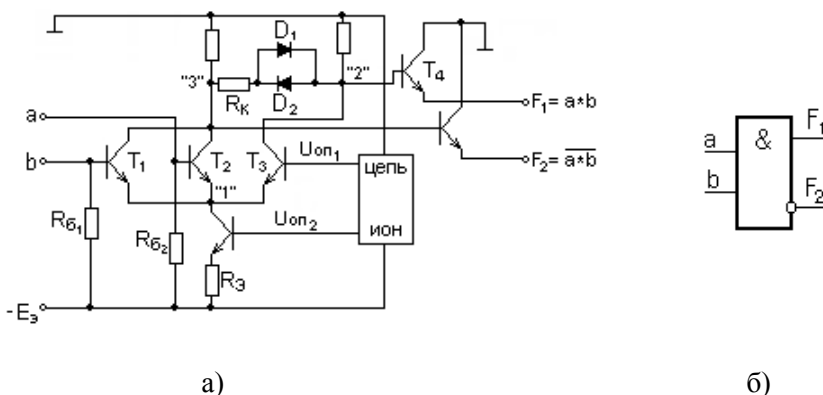 D₁
"3"
"2"
T₄
Rк
D₂
a
F₁= a*b
b
T₁
T₂
T₃
Uоп₁
цепь
F₂= a*b
"1"
Rб₁
Rб₂
Uоп₂
ион
Rэ
-Eэ
а)
&
a
b
F₁
F₂
б)